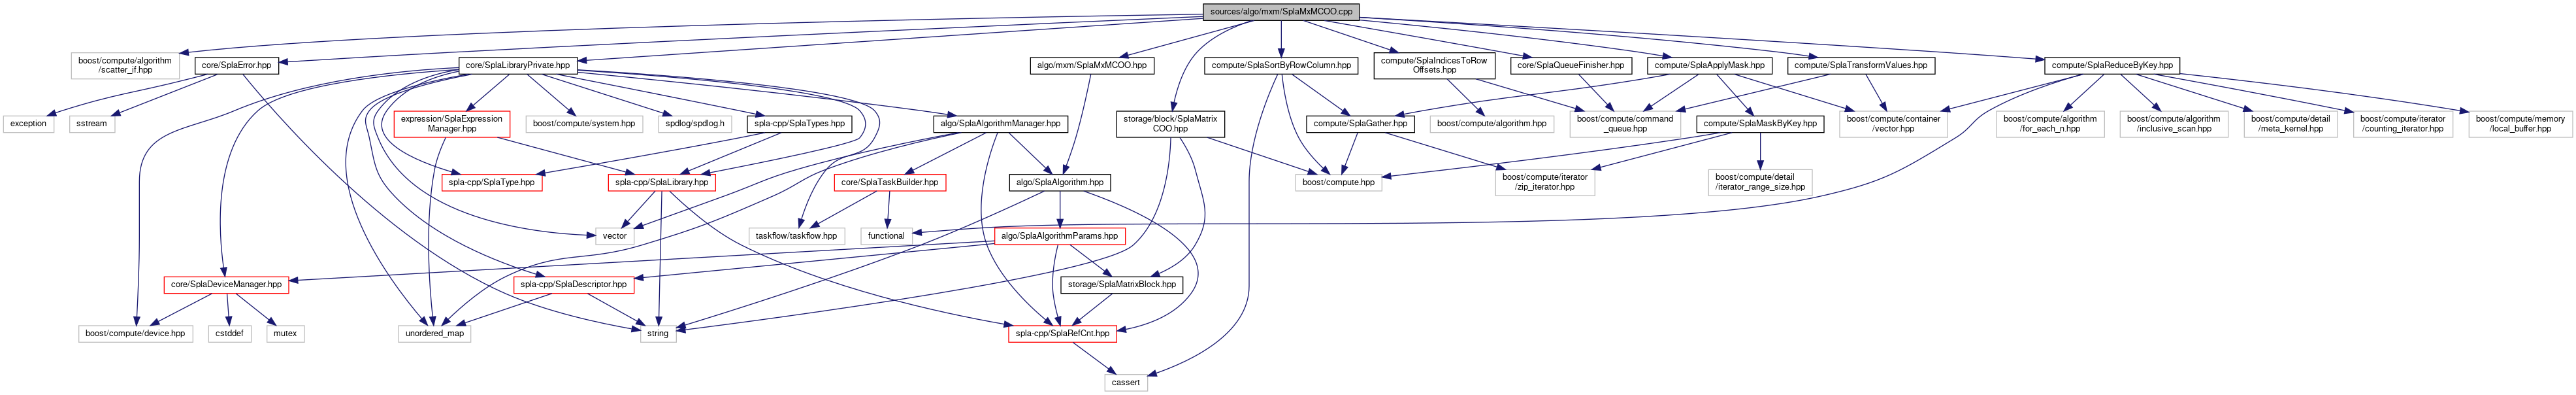 sources/algo/mxm/SplaMxMCOO.cpp
boost/compute/algorithm
/scatter_if.hpp
core/SplaError.hpp
core/SplaLibraryPrivate.hpp
algo/mxm/SplaMxMCOO.hpp
compute/SplaSortByRowColumn.hpp
compute/SplaIndicesToRow
Offsets.hpp
core/SplaQueueFinisher.hpp
compute/SplaApplyMask.hpp
compute/SplaTransformValues.hpp
compute/SplaReduceByKey.hpp
exception
sstream
expression/SplaExpression
Manager.hpp
boost/compute/system.hpp
spdlog/spdlog.h
spla-cpp/SplaTypes.hpp
algo/SplaAlgorithmManager.hpp
storage/block/SplaMatrix
COO.hpp
compute/SplaGather.hpp
boost/compute/algorithm.hpp
boost/compute/command
_queue.hpp
compute/SplaMaskByKey.hpp
boost/compute/container
/vector.hpp
boost/compute/algorithm
/for_each_n.hpp
boost/compute/algorithm
/inclusive_scan.hpp
boost/compute/detail
/meta_kernel.hpp
boost/compute/iterator
/counting_iterator.hpp
boost/compute/memory
/local_buffer.hpp
spla-cpp/SplaType.hpp
spla-cpp/SplaLibrary.hpp
core/SplaTaskBuilder.hpp
algo/SplaAlgorithm.hpp
boost/compute.hpp
boost/compute/iterator
/zip_iterator.hpp
boost/compute/detail
/iterator_range_size.hpp
vector
taskflow/taskflow.hpp
functional
algo/SplaAlgorithmParams.hpp
core/SplaDeviceManager.hpp
spla-cpp/SplaDescriptor.hpp
storage/SplaMatrixBlock.hpp
boost/compute/device.hpp
cstddef
mutex
unordered_map
string
spla-cpp/SplaRefCnt.hpp
cassert